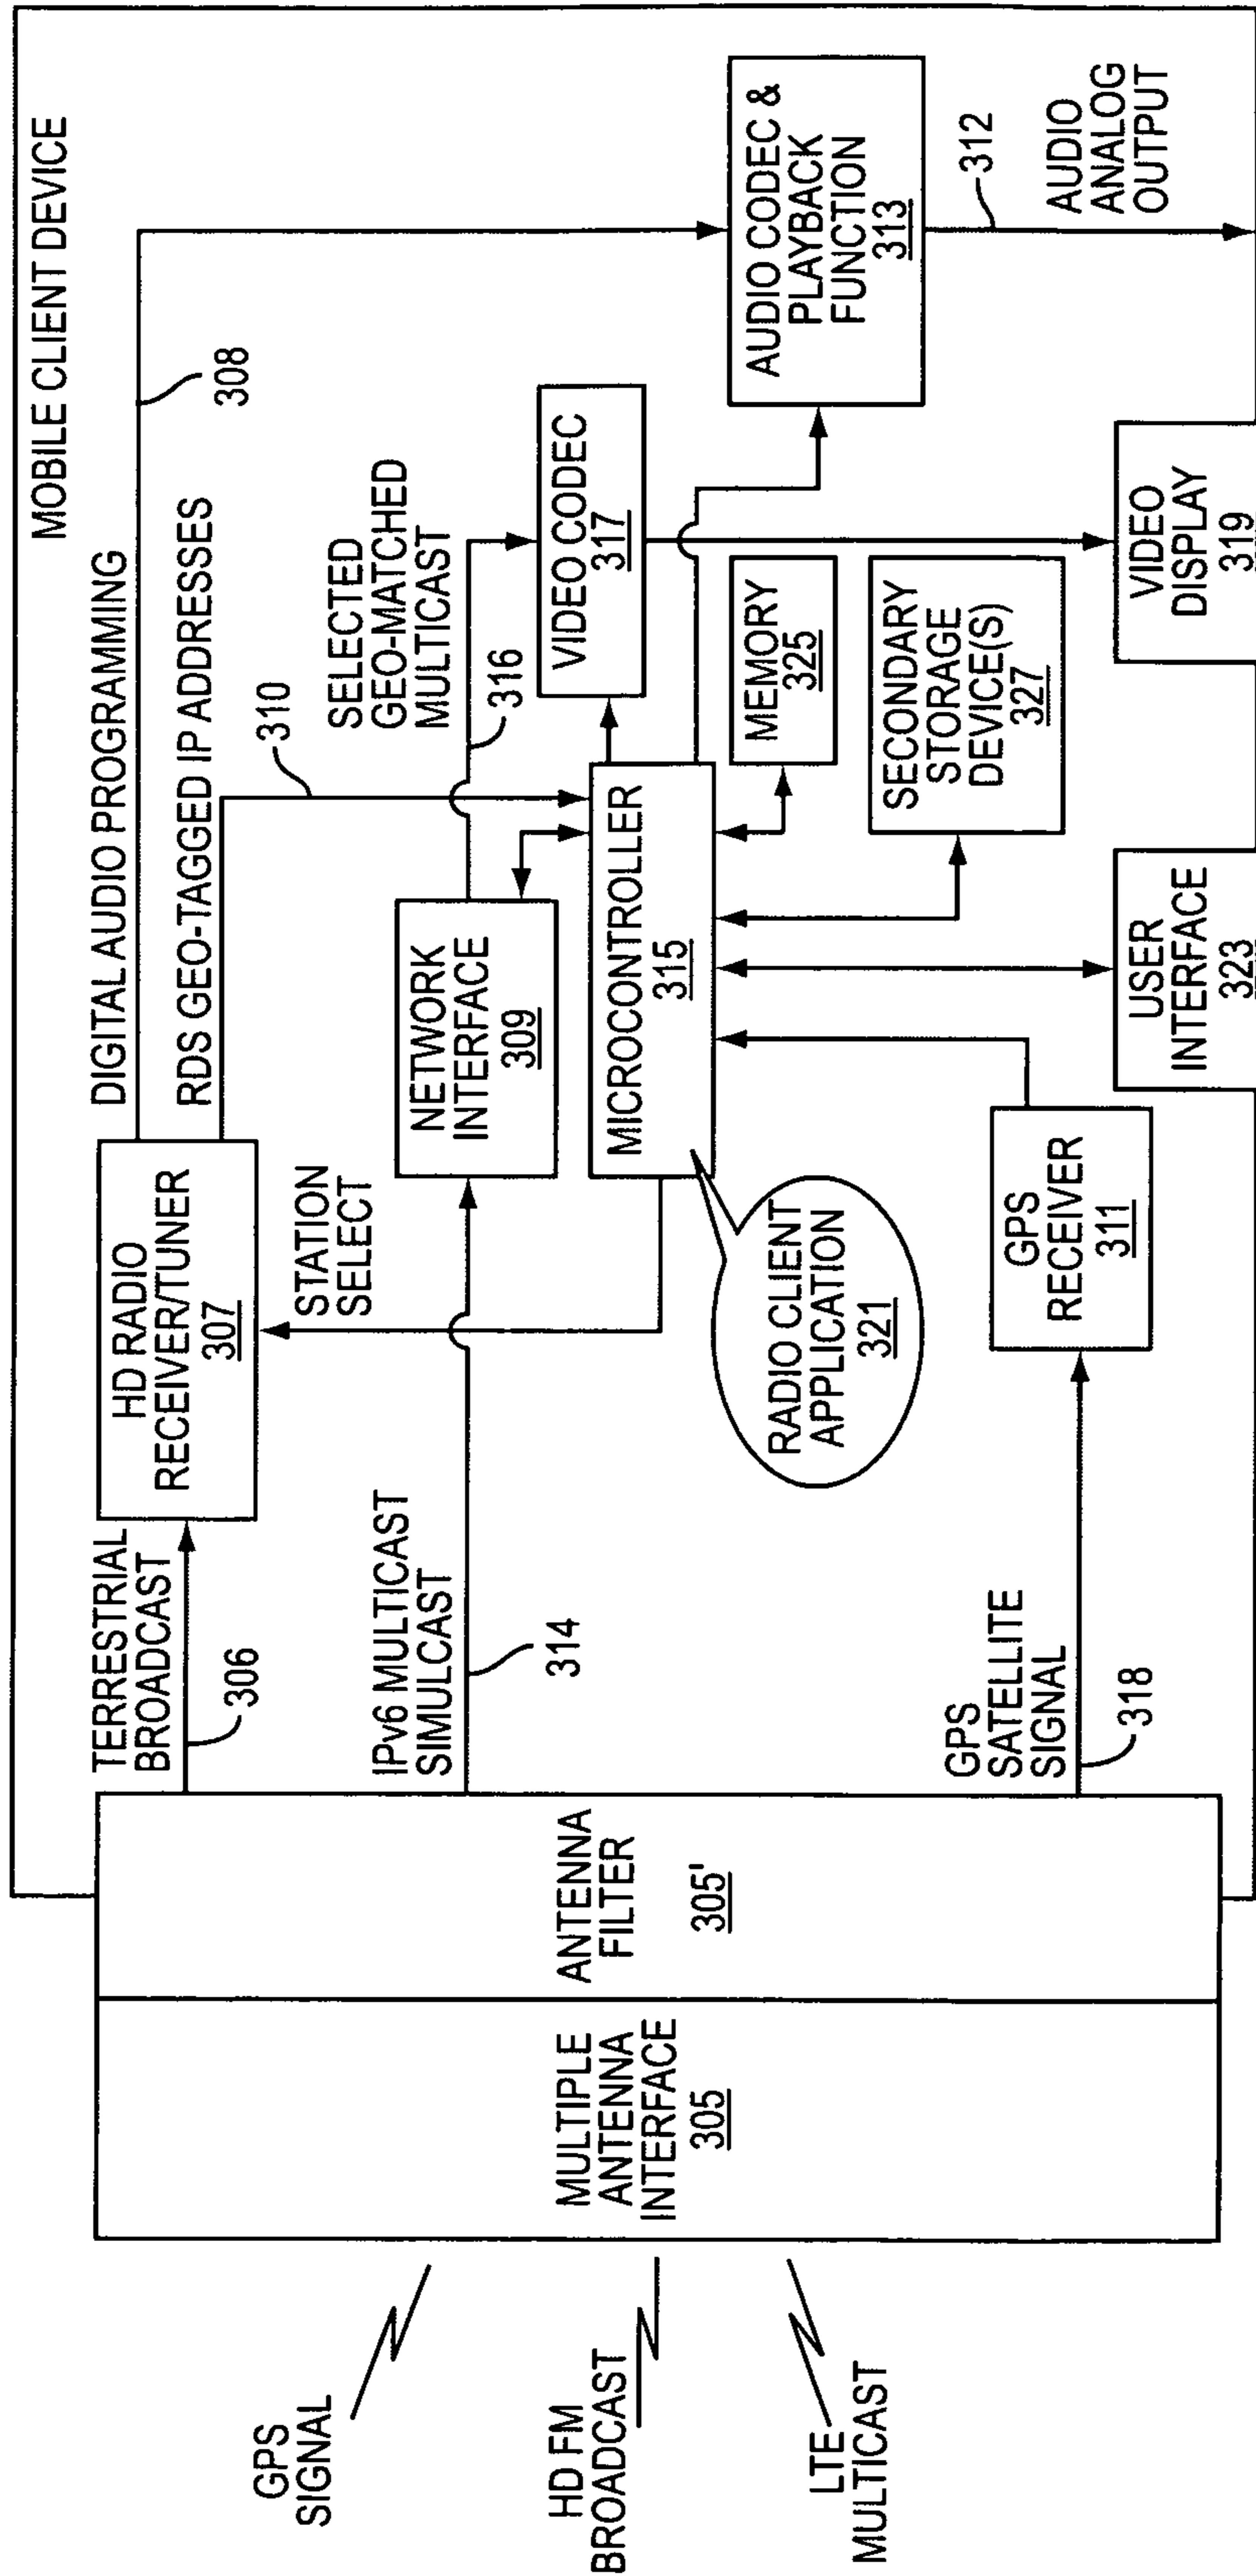 MOBILE CLIENT DEVICE
GPS
SIGNAL
HD FM
BROADCAST
LTE
MULTICAST
MULTIPLE
ANTENNA
INTERFACE
305
ANTENNA
FILTER
305'
TERRESTRIAL
BROADCAST
306
IPv6 MULTICAST
SIMULCAST
314
GPS
SATELLITE
SIGNAL
318
HD RADIO
RECEIVER/TUNER
307
STATION
SELECT
DIGITAL AUDIO PROGRAMMING
308
RDS GEO-TAGGED IP ADDRESSES
310
NETWORK
INTERFACE
309
SELECTED
GEO-MATCHED
MULTICAST
316
MICROCONTROLLER
315
RADIO CLIENT
APPLICATION
321
GPS
RECEIVER
311
VIDEO CODEC
317
MEMORY
325
SECONDARY
STORAGE
DEVICE(S)
327
USER
INTERFACE
323
VIDEO
DISPLAY
319
AUDIO CODEC &
PLAYBACK
FUNCTION
313
312
AUDIO
ANALOG
OUTPUT